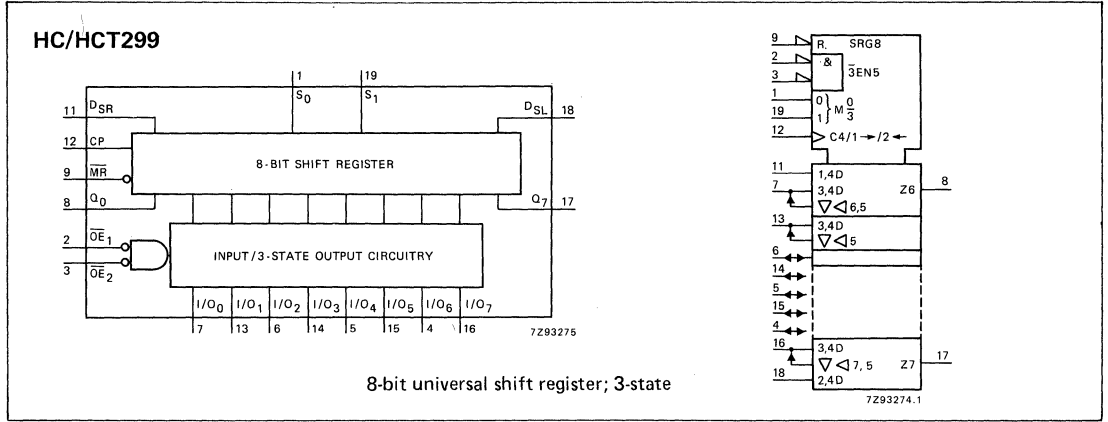 HC/HCT299
1 19
S0 S1
11 DSR DSL 18
12 CP
8-BIT SHIFT REGISTER
9 MR
8 Q0 Q7 17
2 OE1
INPUT/3-STATE OUTPUT CIRCUITRY
3 OE2
I/O0 I/O1 I/O2 I/O3 I/O4 I/O5 I/O6 I/O7
7 13 6 14 5 15 4 16
7Z93275
8-bit universal shift register; 3-state
9 R. SRG8
2 &
3EN5
3
1 0
M 0/3
19 1
12 C4/1→/2←
11 1,4D
7 3,4D Z6 8
6,5
13 3,4D
5
6
14
5
15
4
16 3,4D
7,5 Z7 17
18 2,4D
7Z93274.1